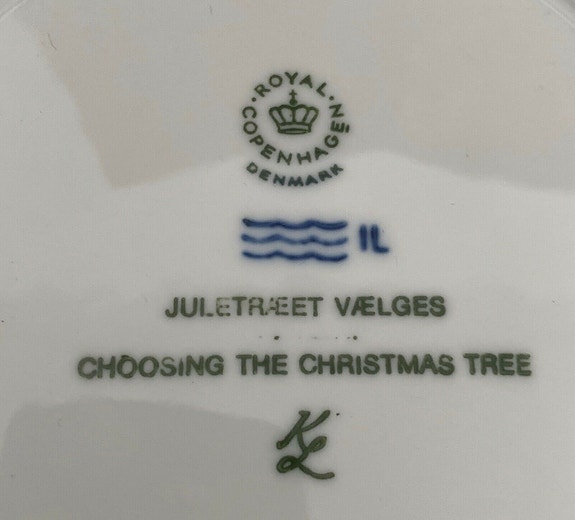 ROYAL
COPENHAGEN
DENMARK
IL
JULETRÆET VÆLGES
CHOOSING THE CHRISTMAS TREE
KL